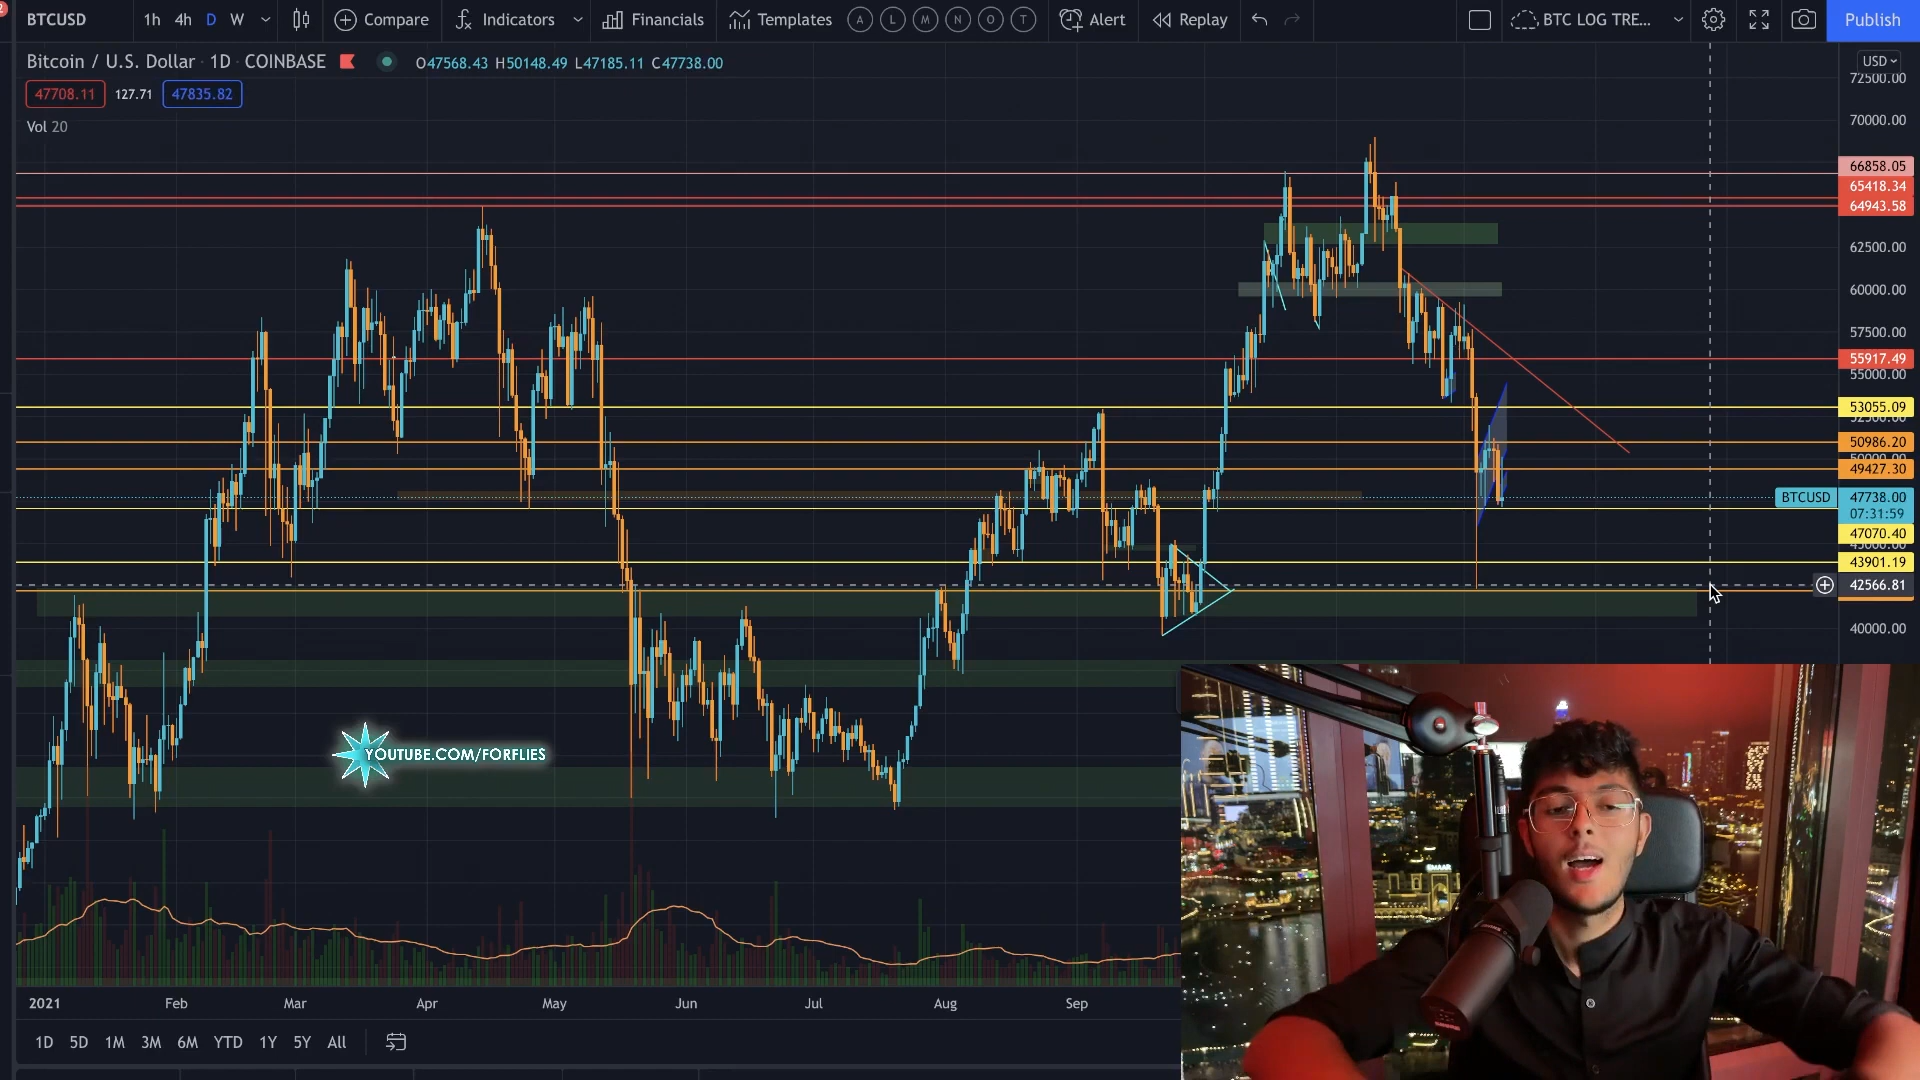 BTCUSD 1h 4h D W Compare Indicators Financials Templates A L M N O T Alert Replay BTC LOG TRE... Publish
Bitcoin / U.S. Dollar · 1D · COINBASE O47568.43 H50148.49 L47185.11 C47738.00
USD
47708.11 127.71 47835.82
Vol 20
72500.00
70000.00
66858.05
65418.34
64943.58
62500.00
60000.00
57500.00
55917.49
55000.00
53055.09
50986.20
49427.30
BTCUSD 47738.00
07:31:59
47070.40
43901.19
42566.81
40000.00
YOUTUBE.COM/FORFLIES
EMAAR
2021 Feb Mar Apr May Jun Jul Aug Sep
1D 5D 1M 3M 6M YTD 1Y 5Y All